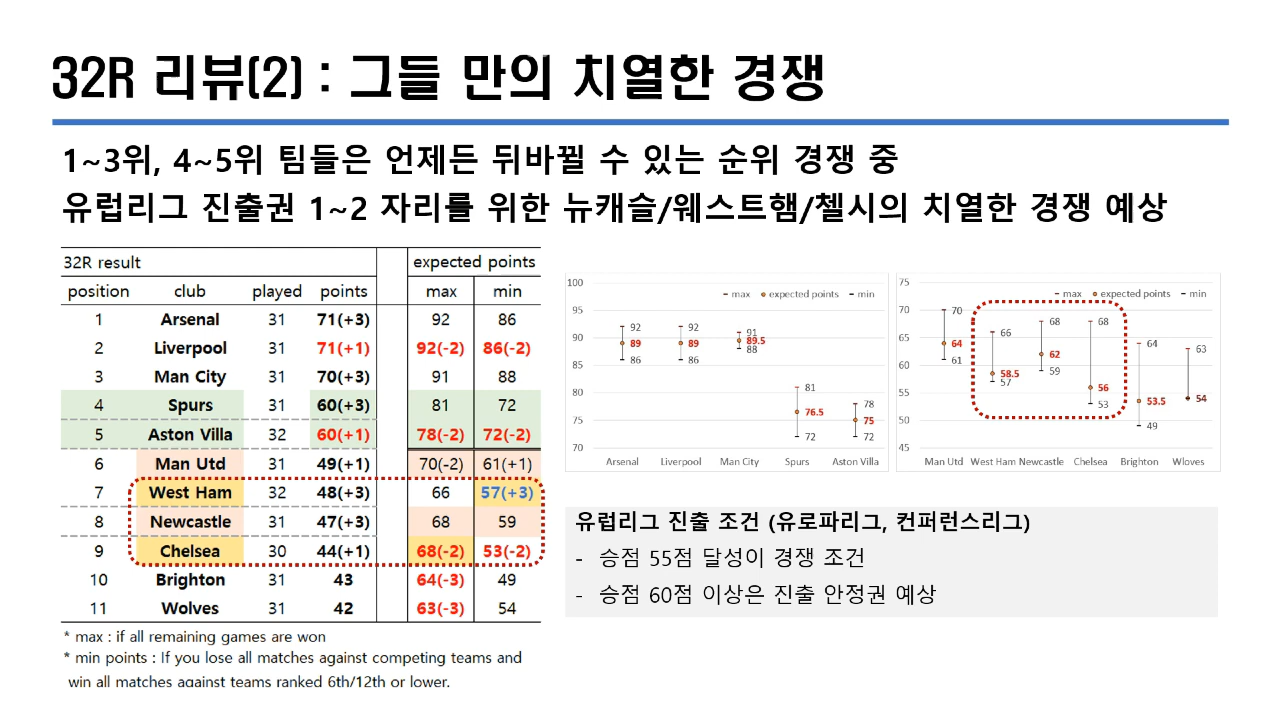 32R 리뷰(2) : 그들 만의 치열한 경쟁
1~3위, 4~5위 팀들은 언제든 뒤바뀔 수 있는 순위 경쟁 중
유럽리그 진출권 1~2 자리를 위한 뉴캐슬/웨스트햄/첼시의 치열한 경쟁 예상
32R result expected points
position club played points max min
1 Arsenal 31 71(+3) 92 86
2 Liverpool 31 71(+1) 92(-2) 86(-2)
3 Man City 31 70(+3) 91 88
4 Spurs 31 60(+3) 81 72
5 Aston Villa 32 60(+1) 78(-2) 72(-2)
6 Man Utd 31 49(+1) 70(-2) 61(+1)
7 West Ham 32 48(+3) 66 57(+3)
8 Newcastle 31 47(+3) 68 59
9 Chelsea 30 44(+1) 68(-2) 53(-2)
10 Brighton 31 43 64(-3) 49
11 Wolves 31 42 63(-3) 54
* max : if all remaining games are won
* min points : If you lose all matches against competing teams and
win all matches against teams ranked 6th/12th or lower.
max expected points min
100
95
90
85
80
75
70
92 92 91
89 89 89.5
86 86 88
81
76.5
72
78
75
72
Arsenal Liverpool Man City Spurs Aston Villa
max expected points min
75
70
65
60
55
50
45
70
64
61
66
58.5
57
68
62
59
68
56
53
64
53.5
49
63
54
Man Utd West Ham Newcastle Chelsea Brighton Wloves
유럽리그 진출 조건 (유로파리그, 컨퍼런스리그)
- 승점 55점 달성이 경쟁 조건
- 승점 60점 이상은 진출 안정권 예상